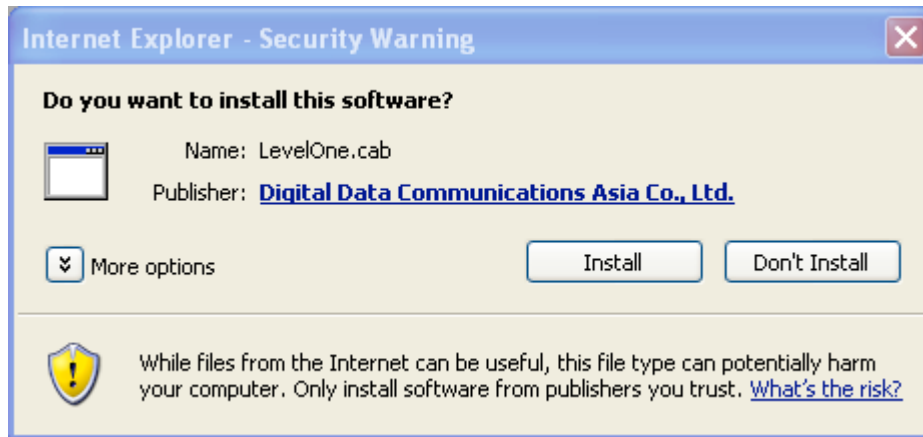 Internet Explorer - Security Warning
Do you want to install this software?
Name: LevelOne.cab
Publisher: Digital Data Communications Asia Co., Ltd.
More options
Install
Don't Install
While files from the Internet can be useful, this file type can potentially harm
your computer. Only install software from publishers you trust. What's the risk?